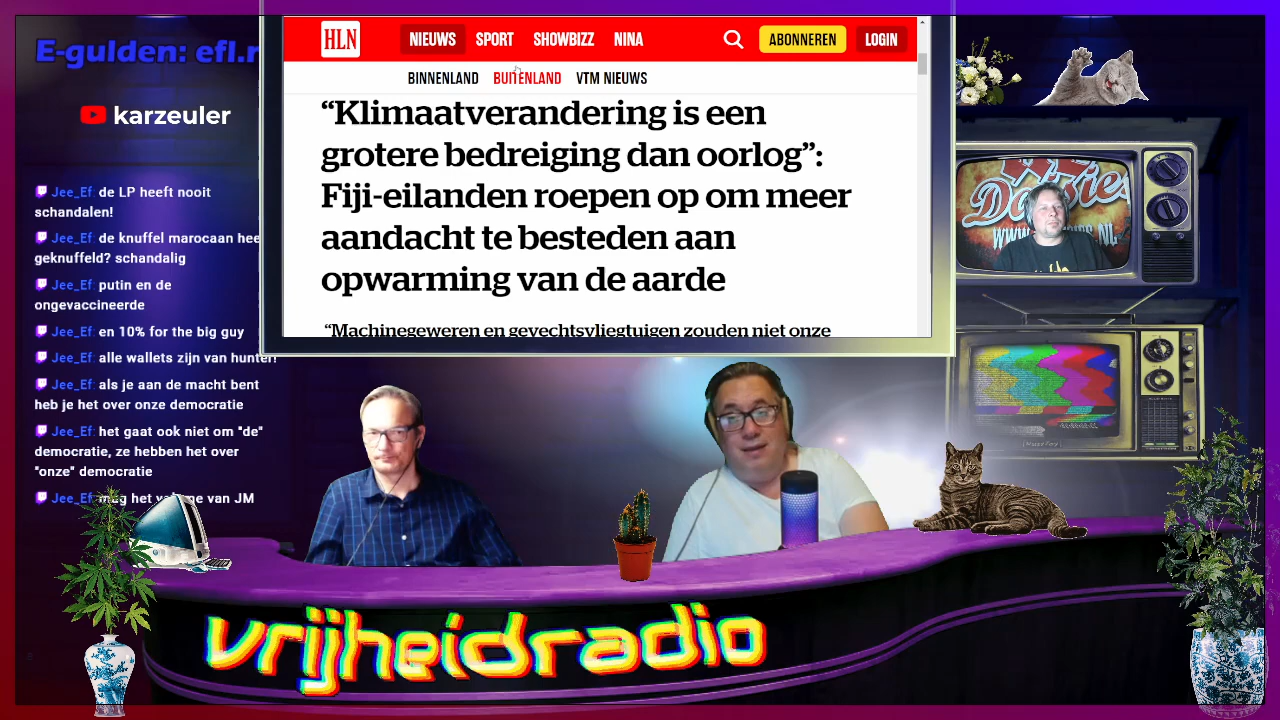 E-gulden: efl.r
karzeuler
Jee_Ef: de LP heeft nooit
schandalen!
Jee_Ef: de knuffel marocaan hee
geknuffeld? schandalig
Jee_Ef: putin en de
ongevaccineerde
Jee_Ef: en 10% for the big guy
Jee_Ef: alle wallets zijn van hunter!
Jee_Ef: als je aan de macht bent
heb je het over onze democratie
Jee_Ef: het gaat ook niet om "de"
democratie, ze hebben het over
"onze" democratie
Jee_Ef: mag het van JM
HLN
NIEUWS SPORT SHOWBIZZ NINA
ABONNEREN LOGIN
BINNENLAND BUITENLAND VTM NIEUWS
“Klimaatverandering is een
grotere bedreiging dan oorlog”:
Fiji-eilanden roepen op om meer
aandacht te besteden aan
opwarming van de aarde
“Machinegeweren en gevechtsvliegtuigen zouden niet onze
vrijheidradio